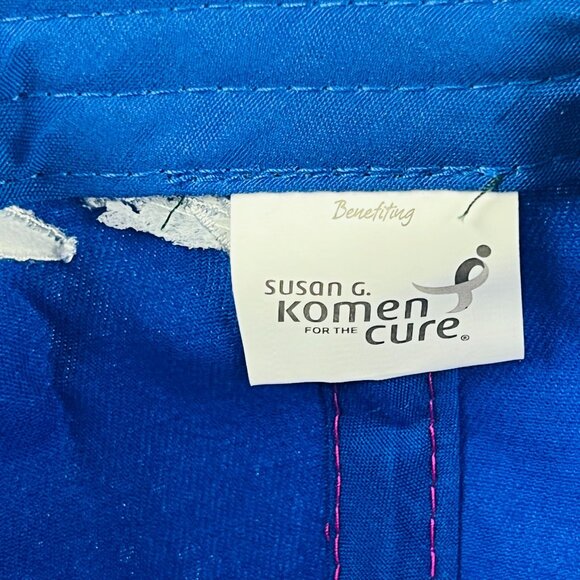 Benefiting
SUSAN G.
Komen
FOR THE cure®